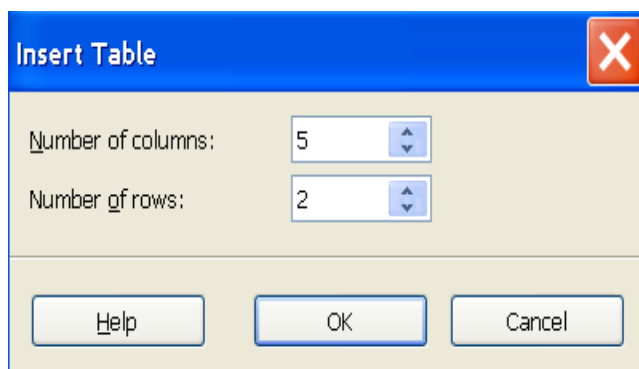 Insert Table
Number of columns: 5
Number of rows: 2
Help OK Cancel